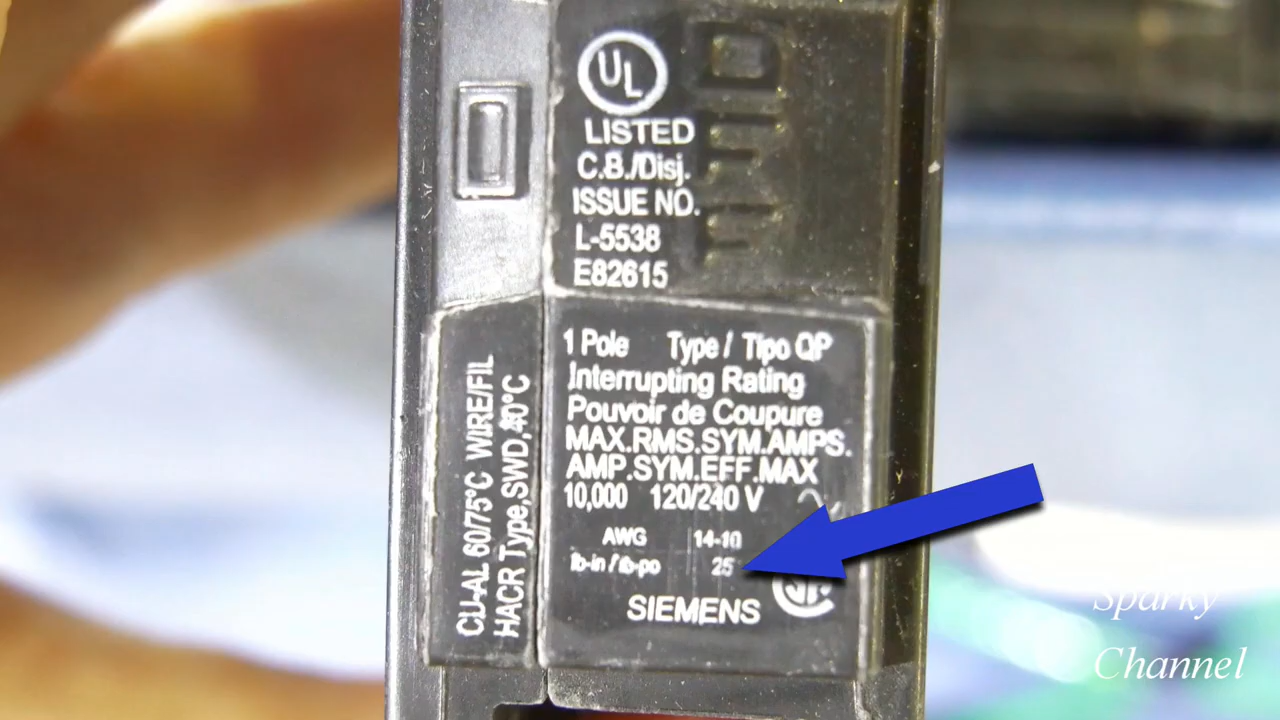 UL
LISTED
C.B./Disj.
ISSUE NO.
L-5538
E82615
CU-AL 60/75°C WIRE/FIL
HACR Type,SWD,40°C
1 Pole Type / Tipo QP
Interrupting Rating
Pouvoir de Coupure
MAX.RMS.SYM.AMPS.
AMP.SYM.EFF.MAX
10,000 120/240 V
AWG 14-10
lb-in / lb-po 25
SIEMENS
Sparky
Channel